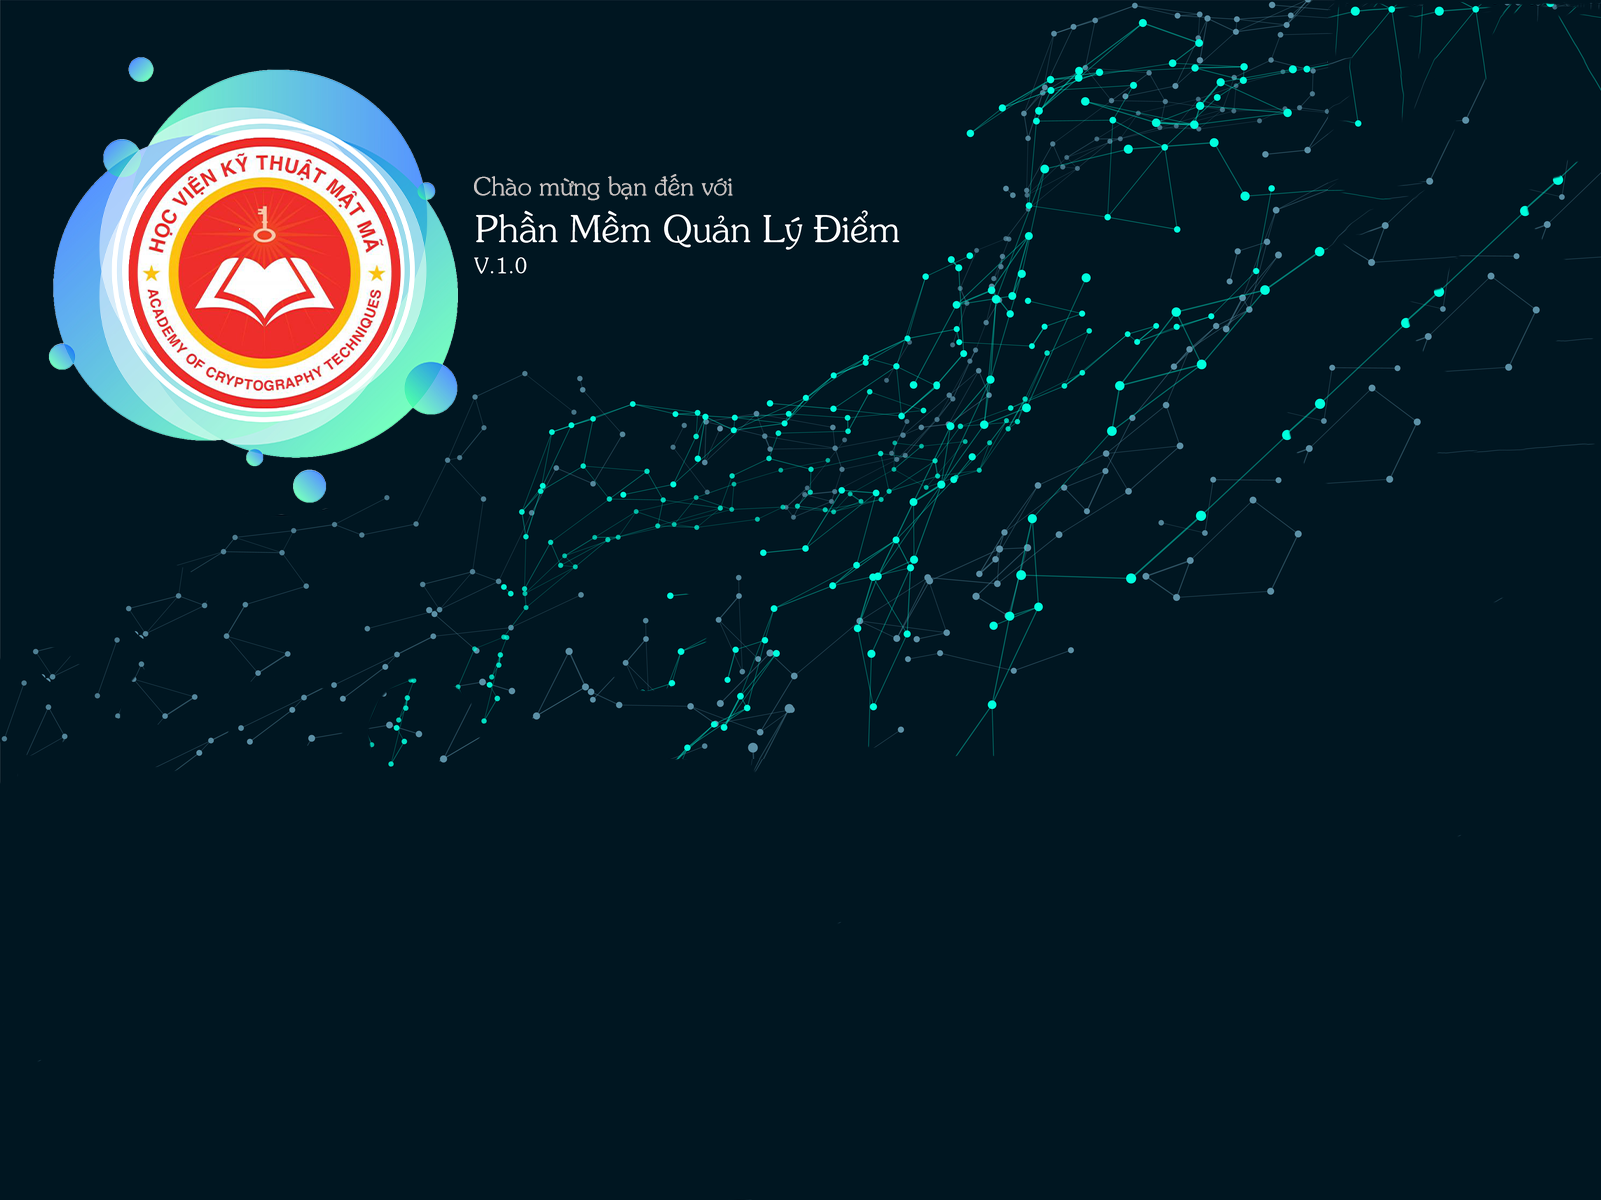 HỌC VIỆN KỸ THUẬT MẬT MÃ
ACADEMY OF CRYPTOGRAPHY TECHNIQUES
Chào mừng bạn đến với
Phần Mềm Quản Lý Điểm
V.1.0